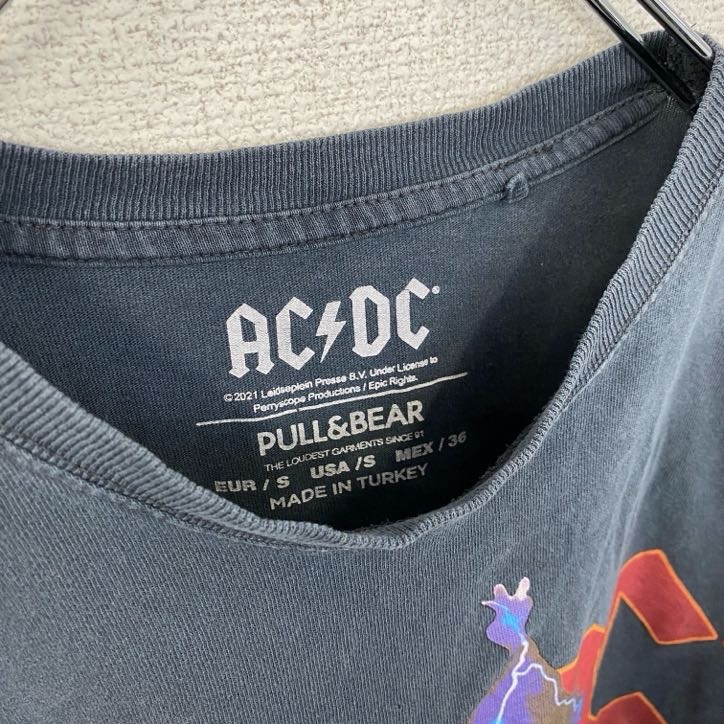 AC⚡DC®
©2021 Leidseplein Presse B.V. Under License to
Perryscope Productions / Epic Rights.
PULL&BEAR
THE LOUDEST GARMENTS SINCE 91
EUR / S USA /S MEX / 36
MADE IN TURKEY